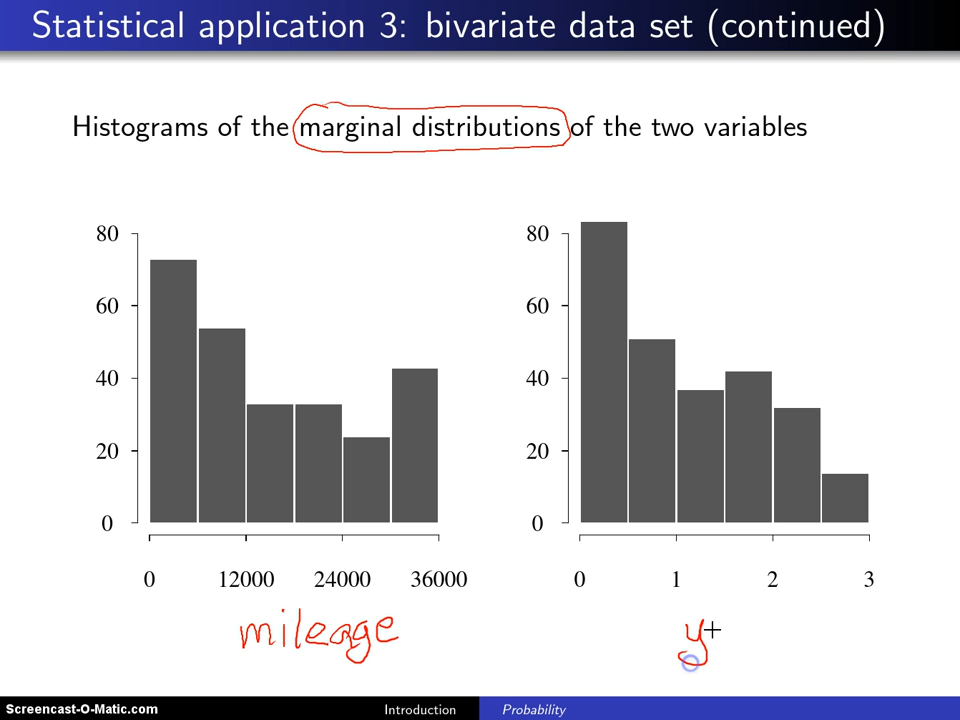 Statistical application 3: bivariate data set (continued)
Histograms of the marginal distributions of the two variables
80
60
40
20
0
0 12000 24000 36000
mileage
80
60
40
20
0
0 1 2 3
y
Screencast-O-Matic.com Introduction Probability